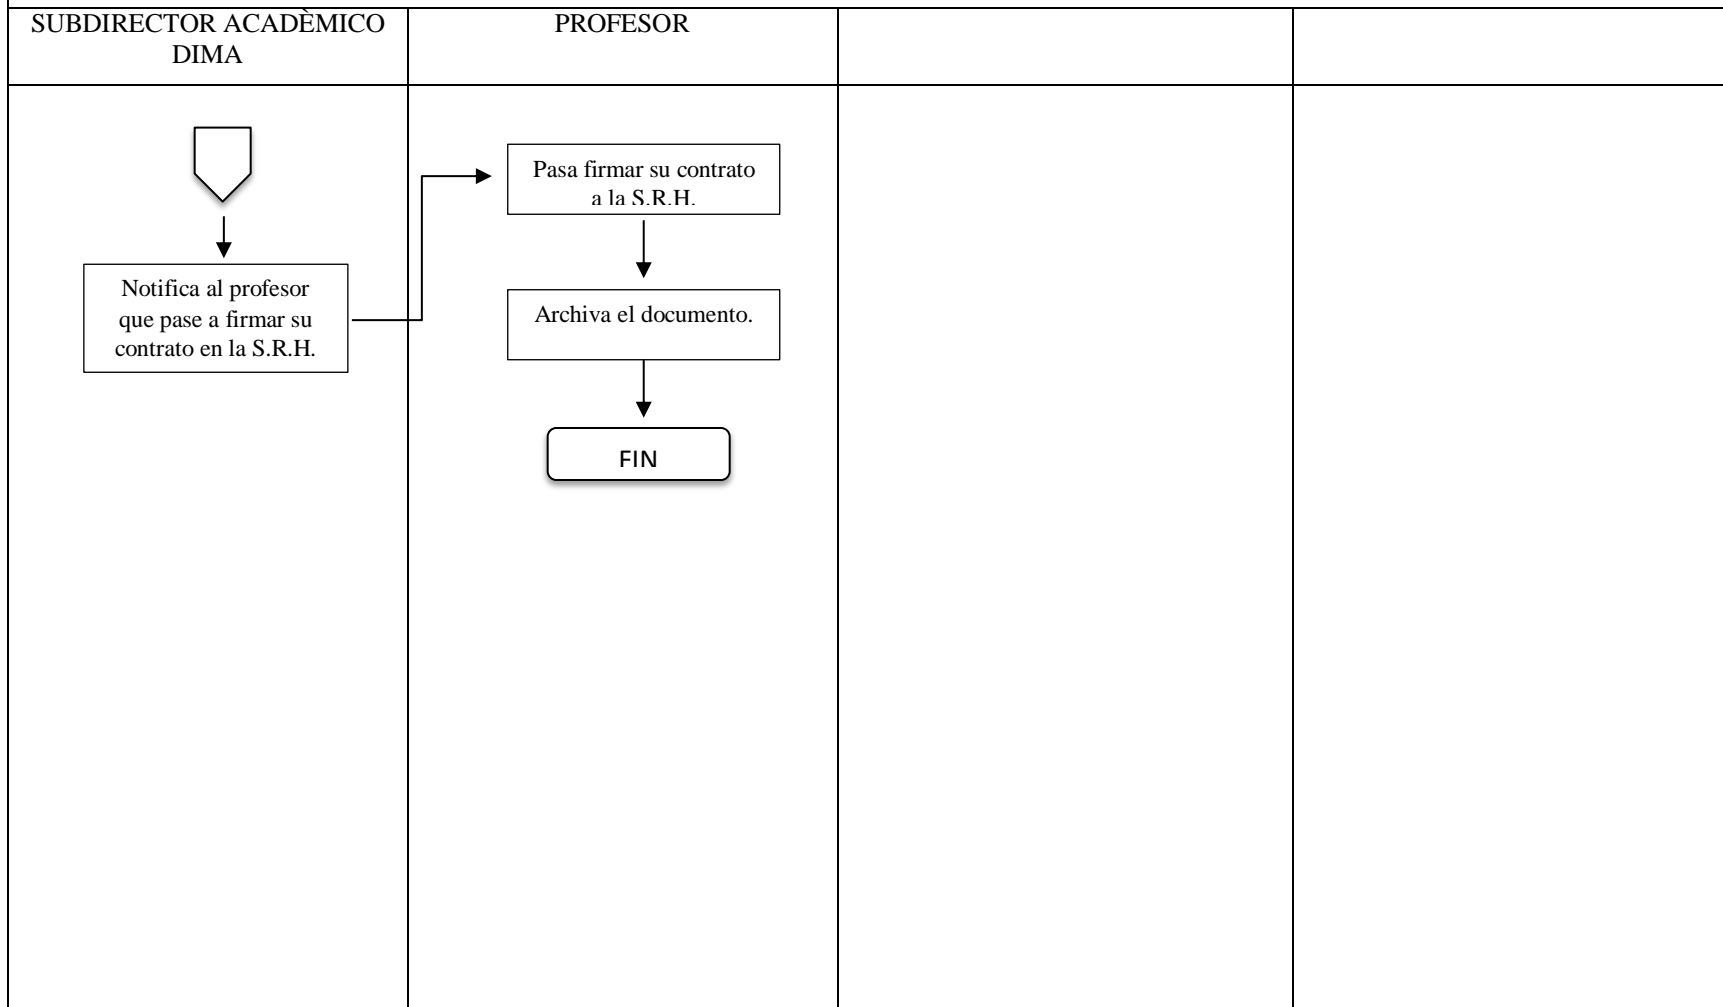 SUBDIRECTOR ACADÈMICO
DIMA
PROFESOR
Notifica al profesor
que pase a firmar su
contrato en la S.R.H.
Pasa firmar su contrato
a la S.R.H.
Archiva el documento.
FIN